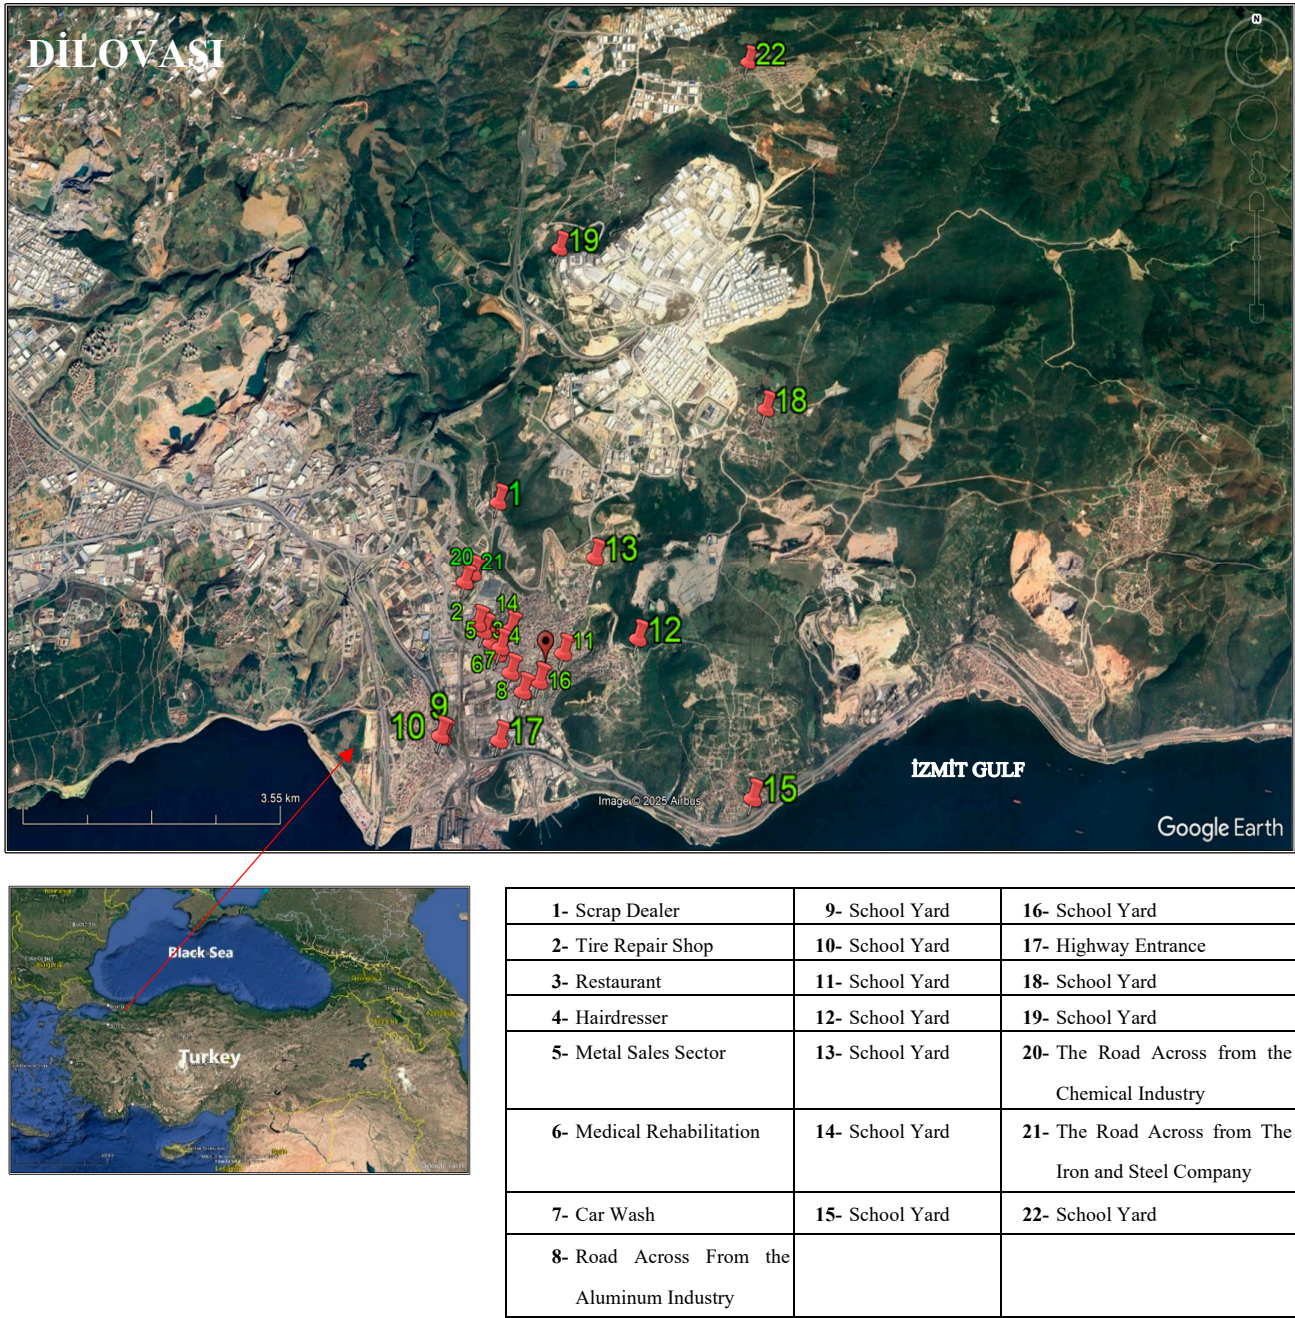 DİLOVASI
N
22
19
18
1
13
20
21
2
14
5
3
4
12
11
6
7
16
8
9
10
17
15
İZMİT GULF
3.55 km
Image © 2025 Airbus
Google Earth
Black Sea
Turkey
1- Scrap Dealer
9- School Yard
16- School Yard
2- Tire Repair Shop
10- School Yard
17- Highway Entrance
3- Restaurant
11- School Yard
18- School Yard
4- Hairdresser
12- School Yard
19- School Yard
5- Metal Sales Sector
13- School Yard
20- The Road Across from the
Chemical Industry
6- Medical Rehabilitation
14- School Yard
21- The Road Across from The
Iron and Steel Company
7- Car Wash
15- School Yard
22- School Yard
8- Road Across From the
Aluminum Industry